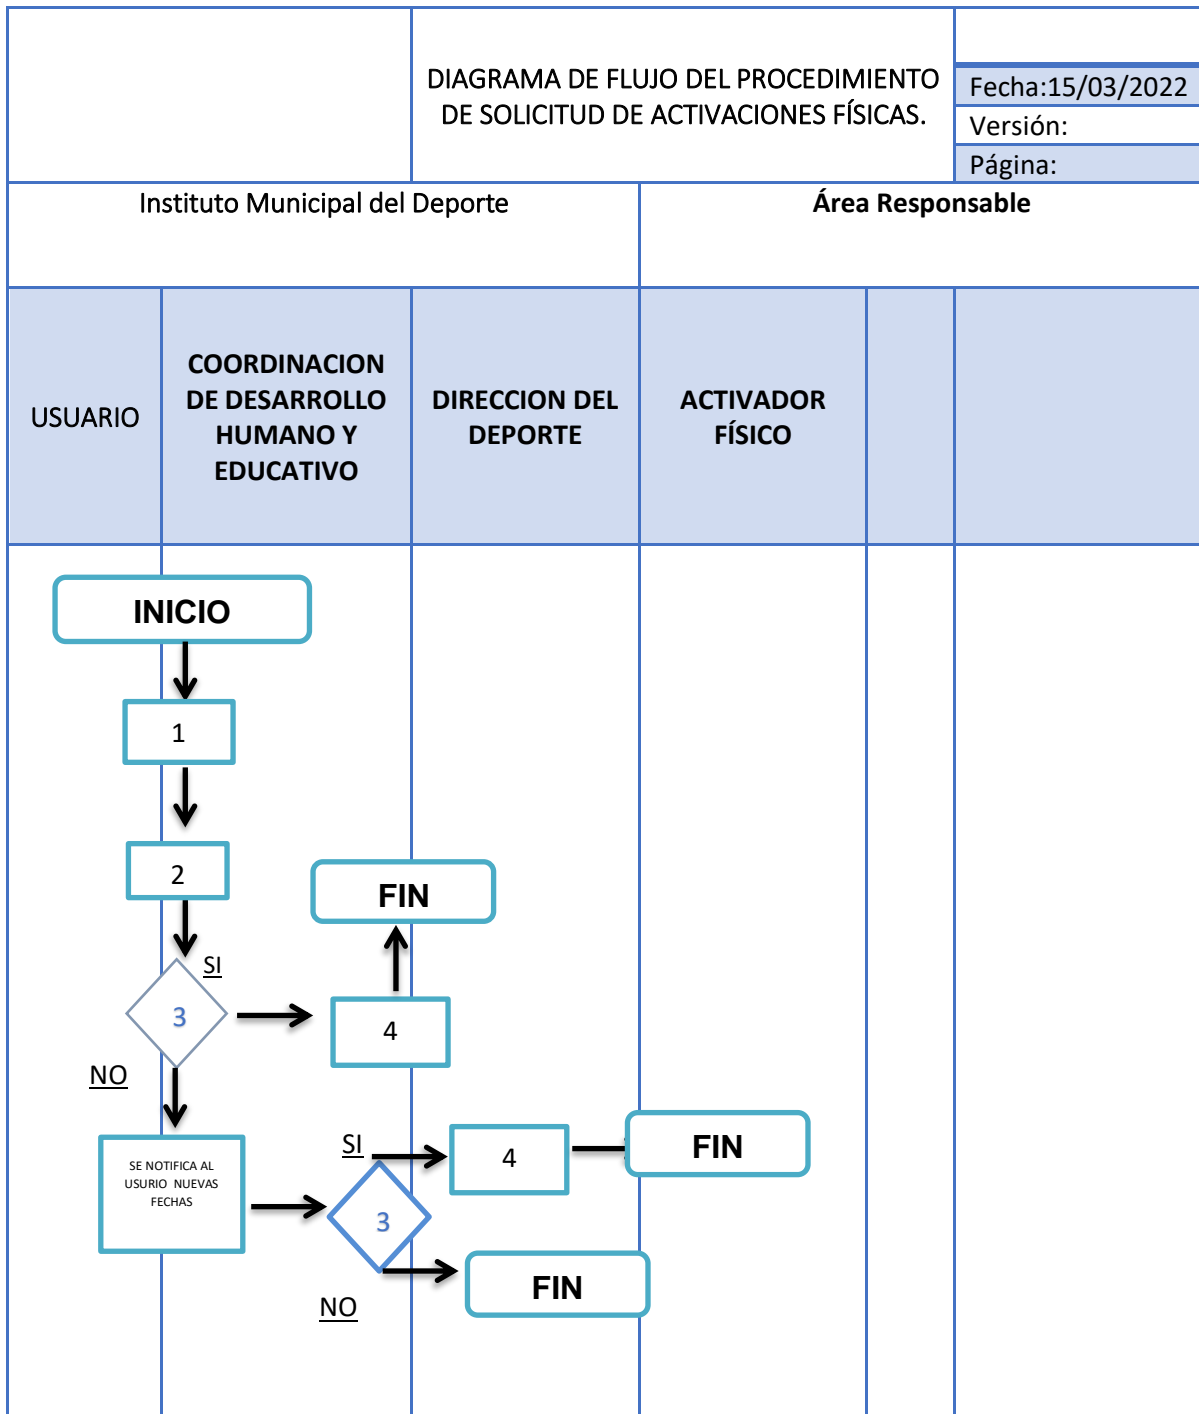 DIAGRAMA DE FLUJO DEL PROCEDIMIENTO
DE SOLICITUD DE ACTIVACIONES FÍSICAS.
Fecha:15/03/2022
Versión:
Página:
Instituto Municipal del Deporte
Área Responsable
USUARIO
COORDINACION
DE DESARROLLO
HUMANO Y
EDUCATIVO
DIRECCION DEL
DEPORTE
ACTIVADOR
FÍSICO
INICIO
1
2
FIN
SI
3
4
NO
SE NOTIFICA AL
USURIO NUEVAS
FECHAS
SI
4
FIN
3
NO
FIN